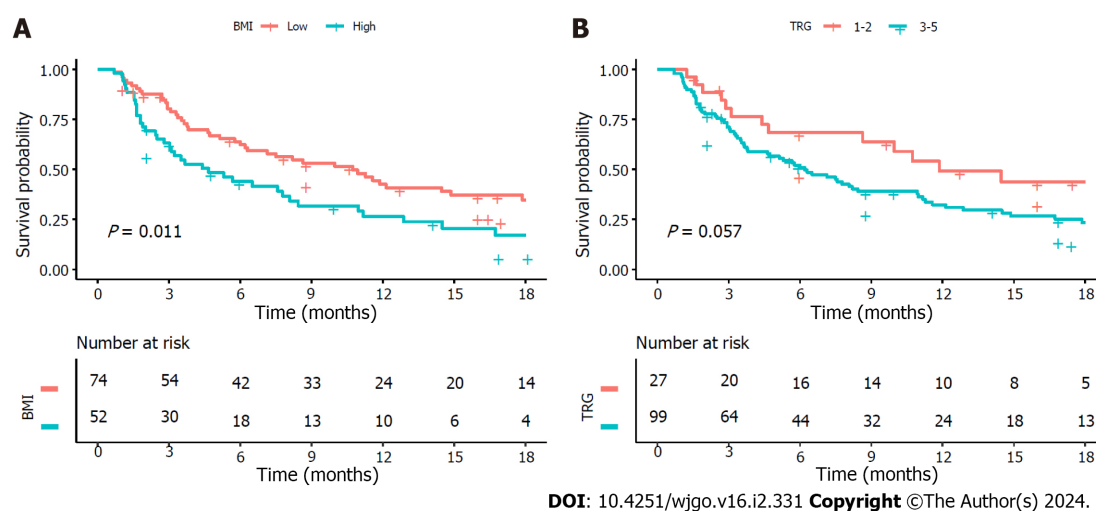 A
BMI Low High
1.00
0.75
0.50
0.25
0.00
Survival probability
P = 0.011
0 3 6 9 12 15 18
Time (months)
Number at risk
BMI
74 54 42 33 24 20 14
52 30 18 13 10 6 4
0 3 6 9 12 15 18
Time (months)
B
TRG 1-2 3-5
1.00
0.75
0.50
0.25
0.00
Survival probability
P = 0.057
0 3 6 9 12 15 18
Time (months)
Number at risk
TRG
27 20 16 14 10 8 5
99 64 44 32 24 18 13
0 3 6 9 12 15 18
Time (months)
DOI: 10.4251/wjgo.v16.i2.331 Copyright ©The Author(s) 2024.